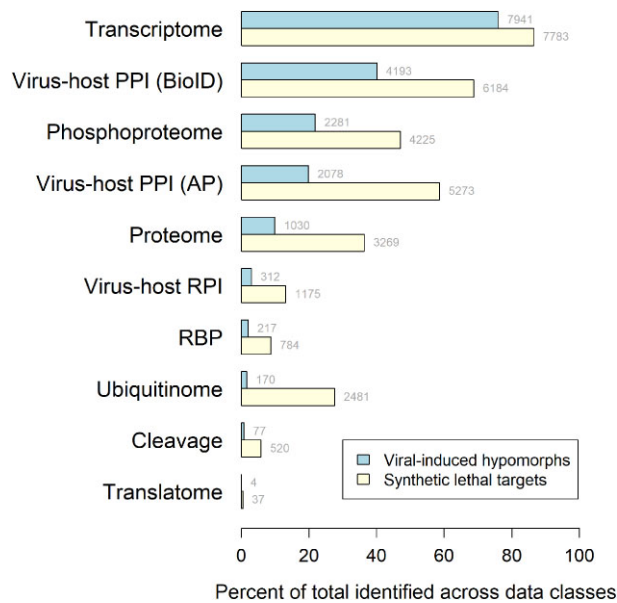 Transcriptome 7941
7783
Virus-host PPI (BioID) 4193
6184
Phosphoproteome 2281
4225
Virus-host PPI (AP) 2078
5273
Proteome 1030
3269
Virus-host RPI 312
1175
RBP 217
784
Ubiquitinome 170
2481
Cleavage 77
520
Viral-induced hypomorphs
Synthetic lethal targets
Translatome 4
37
0 20 40 60 80 100
Percent of total identified across data classes